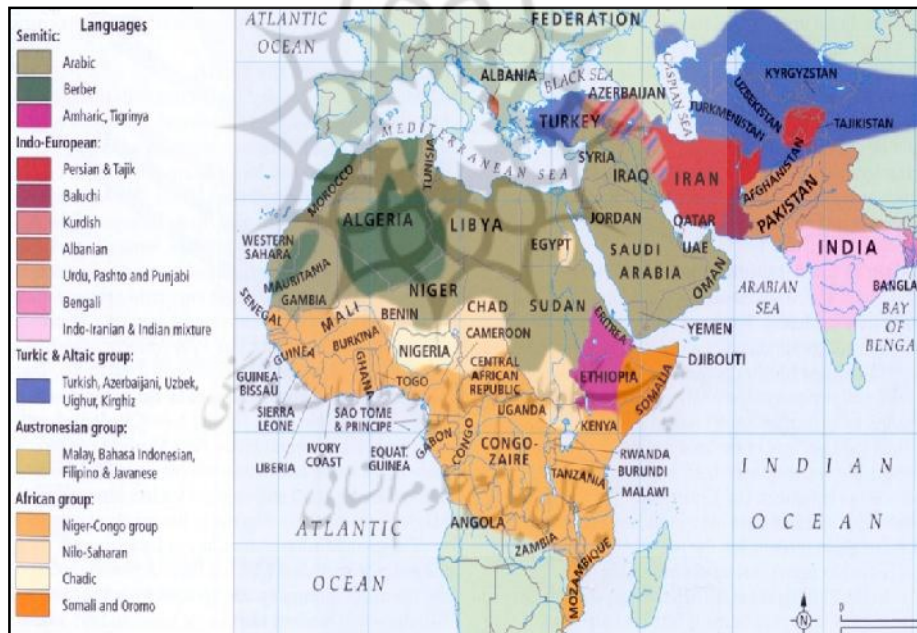 Languages
Semitic:
Arabic
Berber
Amharic, Tigrinya
Indo-European:
Persian & Tajik
Baluchi
Kurdish
Albanian
Urdu, Pashto and Punjabi
Bengali
Indo-Iranian & Indian mixture
Turkic & Altaic group:
Turkish, Azerbaijani, Uzbek,
Uighur, Kirghiz
Austronesian group:
Malay, Bahasa Indonesian,
Filipino & Javanese
African group:
Niger-Congo group
Nilo-Saharan
Chadic
Somali and Oromo
ATLANTIC
OCEAN
FEDERATION
ALBANIA
BLACK SEA
CASPIAN SEA
AZERBAIJAN
KYRGYZSTAN
UZBEKISTAN
TURKMENISTAN
TAJIKISTAN
TURKEY
MEDITERRANEAN SEA
SYRIA
IRAQ
IRAN
AFGHANISTAN
PAKISTAN
MOROCCO
TUNISIA
ALGERIA
LIBYA
EGYPT
JORDAN
QATAR
UAE
SAUDI
ARABIA
OMAN
INDIA
BANGLA
WESTERN
SAHARA
MAURITANIA
GAMBIA
SENEGAL
MALI
NIGER
CHAD
SUDAN
ERITREA
YEMEN
ARABIAN
SEA
BAY
OF
BENGA
DJIBOUTI
BENIN
BURKINA
GUINEA
GUINEA-
BISSAU
GHANA
NIGERIA
TOGO
CAMEROON
CENTRAL
AFRICAN
REPUBLIC
ETHIOPIA
SOMALIA
SIERRA
LEONE
LIBERIA
IVORY
COAST
SAO TOME
& PRINCIPE
EQUAT.
GUINEA
GABON
CONGO
CONGO-
ZAIRE
UGANDA
KENYA
RWANDA
BURUNDI
TANZANIA
MALAWI
ANGOLA
ZAMBIA
MOZAMBIQUE
ATLANTIC
OCEAN
INDIAN
OCEAN
N
0